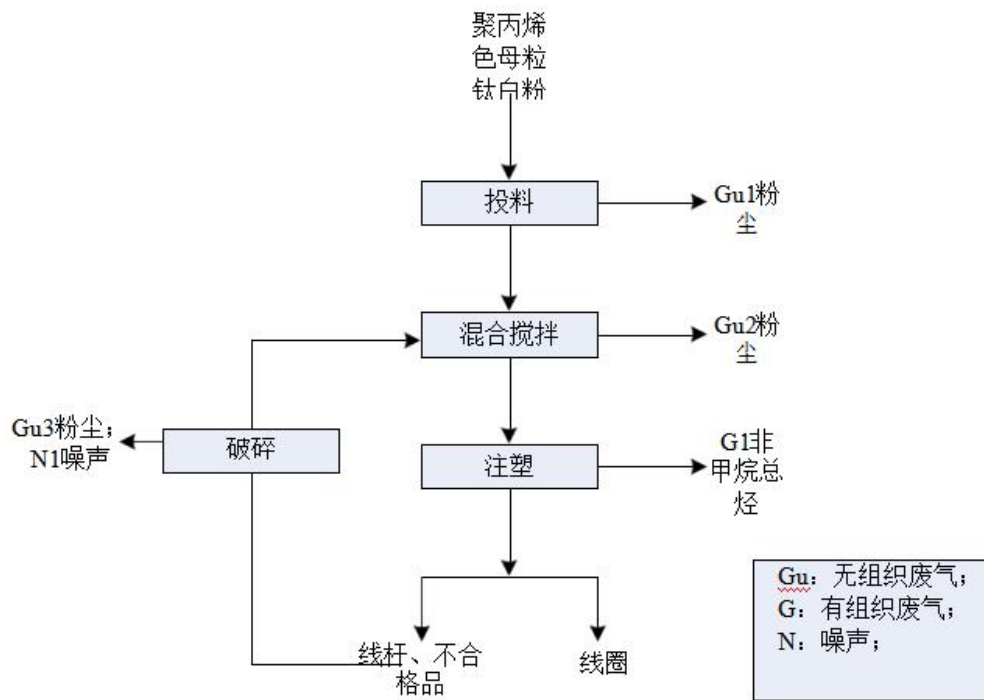 聚丙烯
色母粒
钛白粉
投料
Gu1粉
尘
混合搅拌
Gu2粉
尘
Gu3粉尘；
N1噪声
破碎
注塑
G1非
甲烷总
烃
线杆、不合
格品
线圈
Gu：无组织废气；
G：有组织废气；
N：噪声；